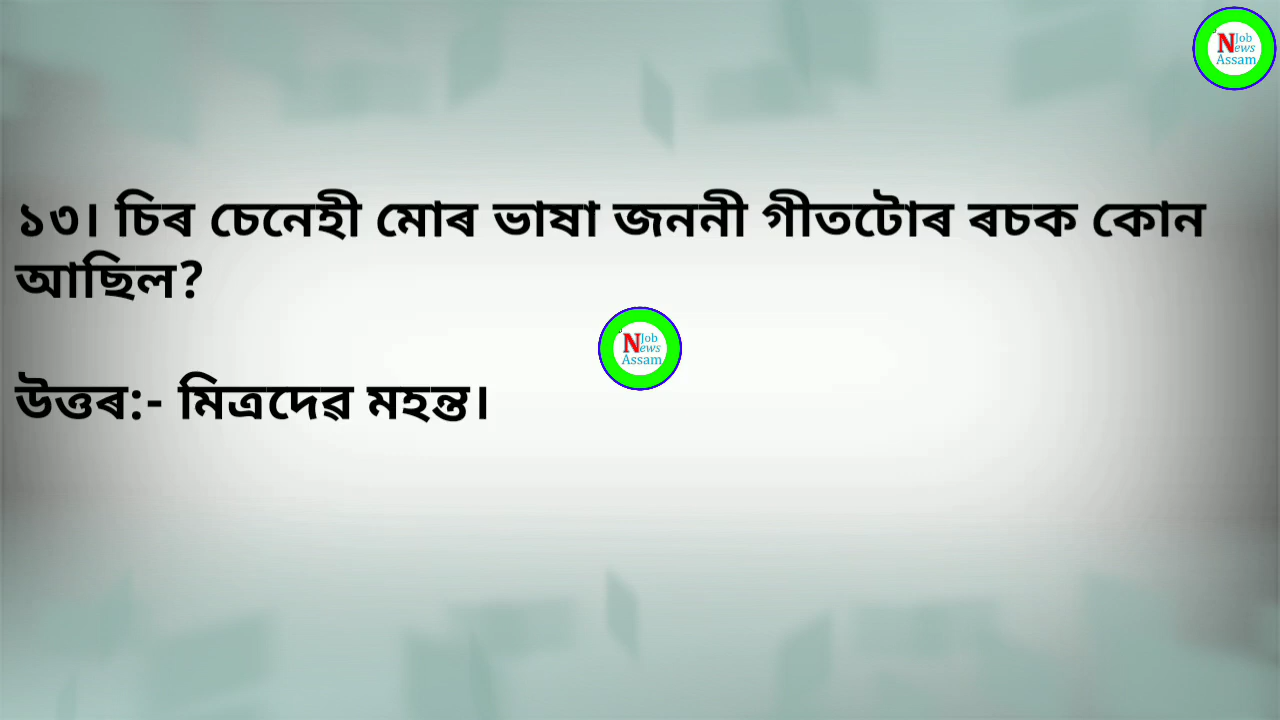 Job
News
Assam
১৩। চিৰ চেনেহী মোৰ ভাষা জননী গীতটোৰ ৰচক কোন
আছিল?
Job
News
Assam
উত্তৰ:- মিত্ৰদেৱ মহন্ত।